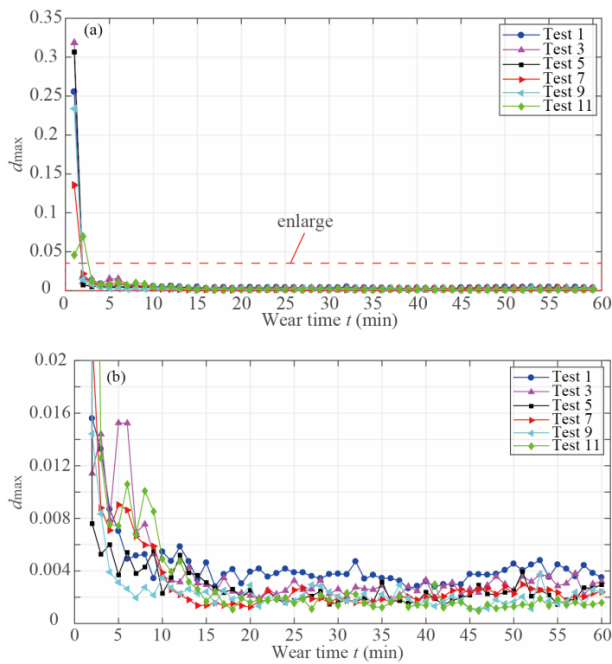 (a)
Test 1
Test 3
Test 5
Test 7
Test 9
Test 11
enlarge
0.35
0.3
0.25
0.2
0.15
0.1
0.05
0
dmax
0 5 10 15 20 25 30 35 40 45 50 55 60
Wear time t (min)
(b)
Test 1
Test 3
Test 5
Test 7
Test 9
Test 11
0.02
0.016
0.012
0.008
0.004
0
dmax
0 5 10 15 20 25 30 35 40 45 50 55 60
Wear time t (min)